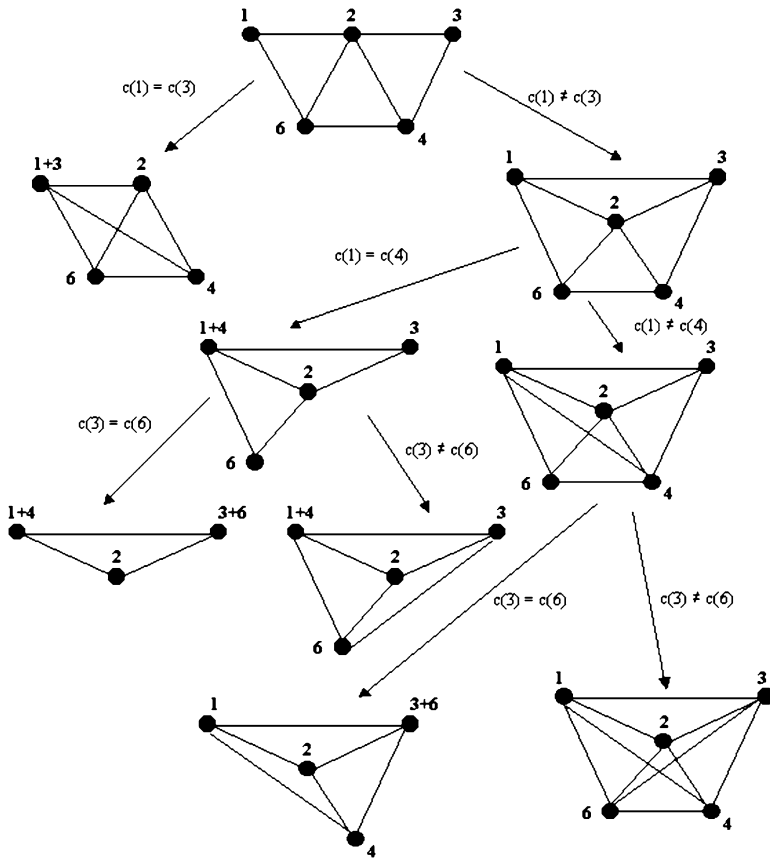 1 2 3
c(1) = c(3)
c(1) ≠ c(3)
6 4
1+3 2
1 3
2
6 4
c(1) = c(4)
6 4
c(1) ≠ c(4)
1+4 3
1 3
2
2
c(3) = c(6)
c(3) ≠ c(6)
6
6 4
1+4 3+6
1+4 3
2
2
c(3) = c(6)
c(3) ≠ c(6)
6
1 3
1 3+6
2
2
6 4
4